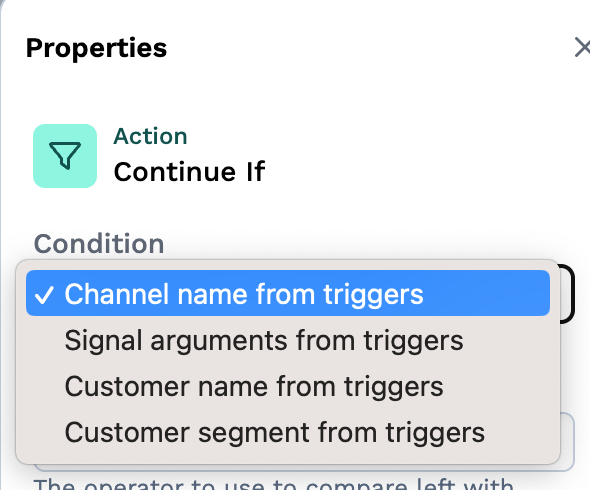 Properties
Action
Continue If
Condition
Channel name from triggers
Signal arguments from triggers
Customer name from triggers
Customer segment from triggers
The operator to use to compare left with